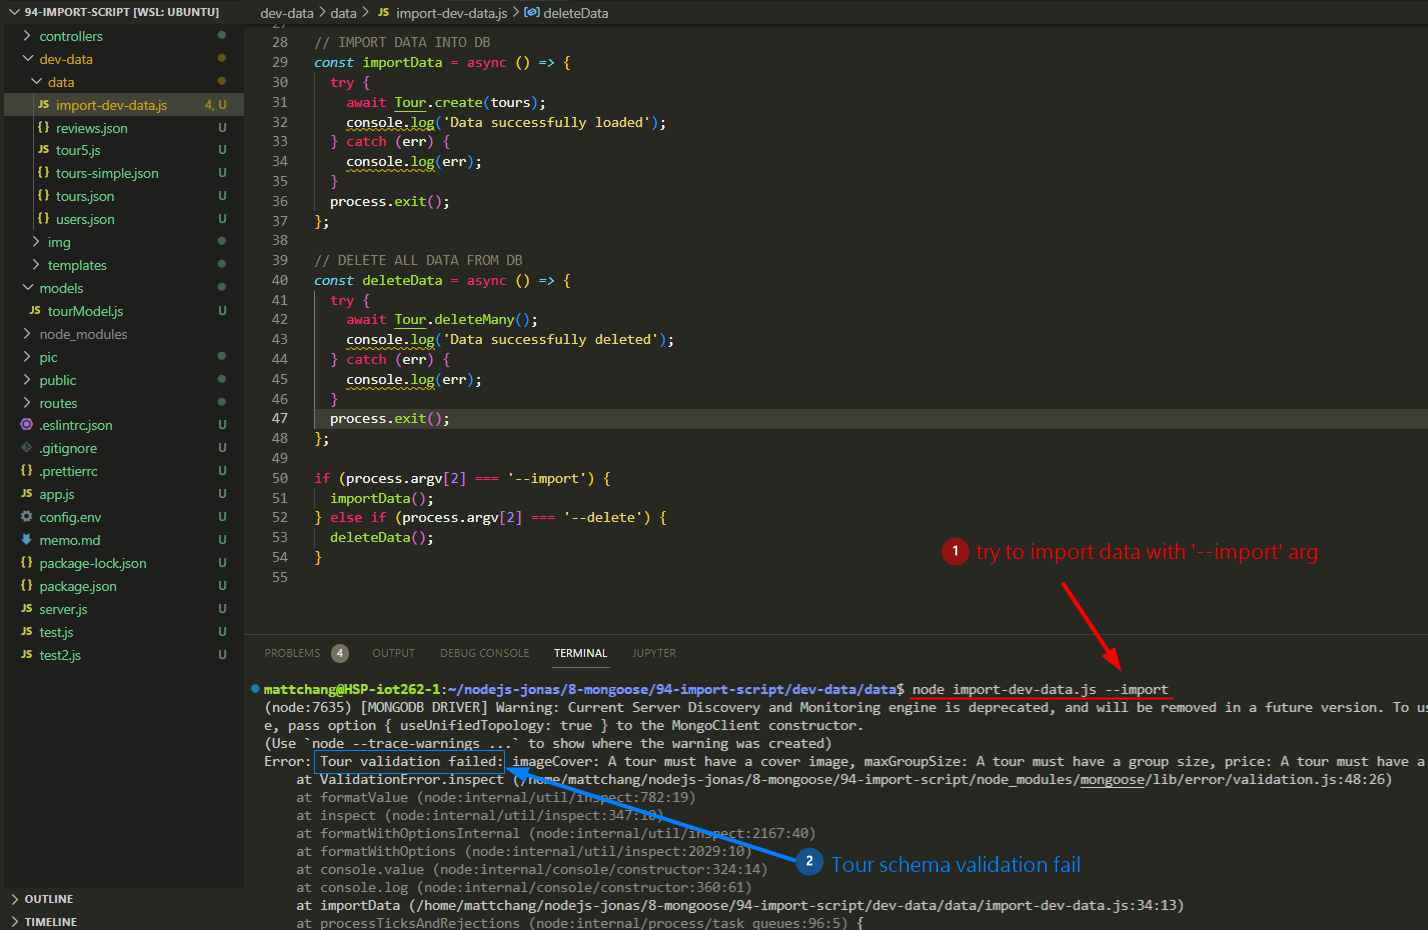 94-IMPORT-SCRIPT [WSL: UBUNTU]
controllers
dev-data
data
JS import-dev-data.js 4, U
{} reviews.json U
JS tour5.js U
{} tours-simple.json U
{} tours.json U
{} users.json U
img
templates
models
JS tourModel.js U
node_modules
pic
public
routes
.eslintrc.json U
.gitignore U
{} .prettierrc U
JS app.js U
config.env U
memo.md U
{} package-lock.json U
{} package.json U
JS server.js U
JS test.js U
JS test2.js U
OUTLINE
TIMELINE
dev-data > data > JS import-dev-data.js > deleteData
28 // IMPORT DATA INTO DB
29 const importData = async () => {
30 try {
31 await Tour.create(tours);
32 console.log('Data successfully loaded');
33 } catch (err) {
34 console.log(err);
35 }
36 process.exit();
37 };
38
39 // DELETE ALL DATA FROM DB
40 const deleteData = async () => {
41 try {
42 await Tour.deleteMany();
43 console.log('Data successfully deleted');
44 } catch (err) {
45 console.log(err);
46 }
47 process.exit();
48 };
49
50 if (process.argv[2] === '--import') {
51 importData();
52 } else if (process.argv[2] === '--delete') {
53 deleteData();
54 }
55
1 try to import data with '--import' arg
PROBLEMS 4 OUTPUT DEBUG CONSOLE TERMINAL JUPYTER
mattchang@HSP-iot262-1:~/nodejs-jonas/8-mongoose/94-import-script/dev-data/data$ node import-dev-data.js --import
(node:7635) [MONGODB DRIVER] Warning: Current Server Discovery and Monitoring engine is deprecated, and will be removed in a future version. To us
e, pass option { useUnifiedTopology: true } to the MongoClient constructor.
(Use `node --trace-warnings ...` to show where the warning was created)
Error: Tour validation failed: imageCover: A tour must have a cover image, maxGroupSize: A tour must have a group size, price: A tour must have a
at ValidationError.inspect (/home/mattchang/nodejs-jonas/8-mongoose/94-import-script/node_modules/mongoose/lib/error/validation.js:48:26)
at formatValue (node:internal/util/inspect:782:19)
at inspect (node:internal/util/inspect:347:10)
at formatWithOptionsInternal (node:internal/util/inspect:2167:40)
at formatWithOptions (node:internal/util/inspect:2029:10)
at console.value (node:internal/console/constructor:324:14)
at console.log (node:internal/console/constructor:360:61)
at importData (/home/mattchang/nodejs-jonas/8-mongoose/94-import-script/dev-data/data/import-dev-data.js:34:13)
at processTicksAndRejections (node:internal/process/task_queues:96:5) {
2 Tour schema validation fail